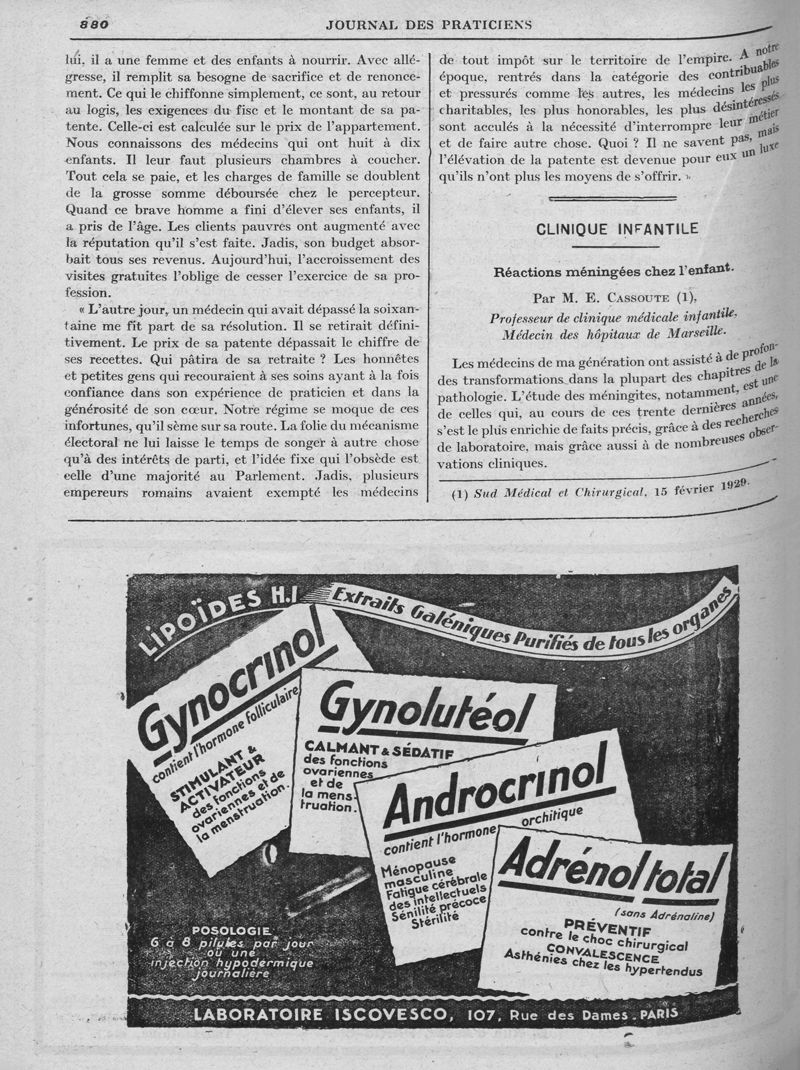 880
JOURNAL DES PRATICIENS
lui, il a une femme et des enfants à nourrir. Avec allé-
gresse, il remplit sa besogne de sacrifice et de renonce-
ment. Ce qui le chiffonne simplement, ce sont, au retour
au logis, les exigences du fisc et le montant de sa pa-
tente. Celle-ci est calculée sur le prix de l'appartement.
Nous connaissons des médecins qui ont huit à dix
enfants. Il leur faut plusieurs chambres à coucher.
Tout cela se paie, et les charges de famille se doublent
de la grosse somme déboursée chez le percepteur.
Quand ce brave homme a fini d'élever ses enfants, il
a pris de l'âge. Les clients pauvres ont augmenté avec
la réputation qu'il s'est faite. Jadis, son budget absor-
bait tous ses revenus. Aujourd'hui, l'accroissement des
visites gratuites l'oblige de cesser l'exercice de sa pro-
fession.
« L'autre jour, un médecin qui avait dépassé la soixan-
taine me fit part de sa résolution. Il se retirait défini-
tivement. Le prix de sa patente dépassait le chiffre de
ses recettes. Qui pâtira de sa retraite ? Les honnêtes
et petites gens qui recouraient à ses soins ayant à la fois
confiance dans son expérience de praticien et dans la
générosité de son cœur. Notre régime se moque de ces
infortunes, qu'il sème sur sa route. La folie du mécanisme
électoral ne lui laisse le temps de songer à autre chose
qu'à des intérêts de parti, et l'idée fixe qui l'obsède est
celle d'une majorité au Parlement. Jadis, plusieurs
empereurs romains avaient exempté les médecins
de tout impôt sur le territoire de l'empire. A notre
époque, rentrés dans la catégorie des contribuables
et pressurés comme les autres, les médecins les plus
charitables, les plus honorables, les plus désintéressés
sont acculés à la nécessité d'interrompre leur métier
et de faire autre chose. Quoi ? Il ne savent pas, mais
l'élévation de la patente est devenue pour eux un luxe
qu'ils n'ont plus les moyens de s'offrir. »
CLINIQUE INFANTILE
Réactions méningées chez l'enfant.
Par M. E. CASSOUTE (1),
Professeur de clinique médicale infantile,
Médecin des hôpitaux de Marseille.
Les médecins de ma génération ont assisté à de profon-
des transformations dans la plupart des chapitres de la
pathologie. L'étude des méningites, notamment, est une
de celles qui, au cours de ces trente dernières années,
s'est le plus enrichie de faits précis, grâce à des recherches
de laboratoire, mais grâce aussi à de nombreuses obser-
vations cliniques.
(1) Sud Médical et Chirurgical, 15 février 1929.
LIPOÏDES H.I
Extraits Galéniques Purifiés de tous les organes
Gynocrinol
contient l'hormone folliculaire
STIMULANT &
ACTIVATEUR
des fonctions
ovariennes et de
la menstruation.
Gynolutéol
CALMANT & SÉDATIF
des fonctions
ovariennes
et de
la mens-
truation.
Androcrinol
contient l'hormone orchitique
Ménopause
masculine
Fatigue cérébrale
des intellectuels
Sénilité précoce
Stérilité
Adrénol total
(sans Adrénaline)
PRÉVENTIF
contre le choc chirurgical
CONVALESCENCE
Asthénies chez les hypertendus
POSOLOGIE
6 à 8 pilules par jour
ou une
injection hypodermique
journalière
LABORATOIRE ISCOVESCO, 107, Rue des Dames - PARIS